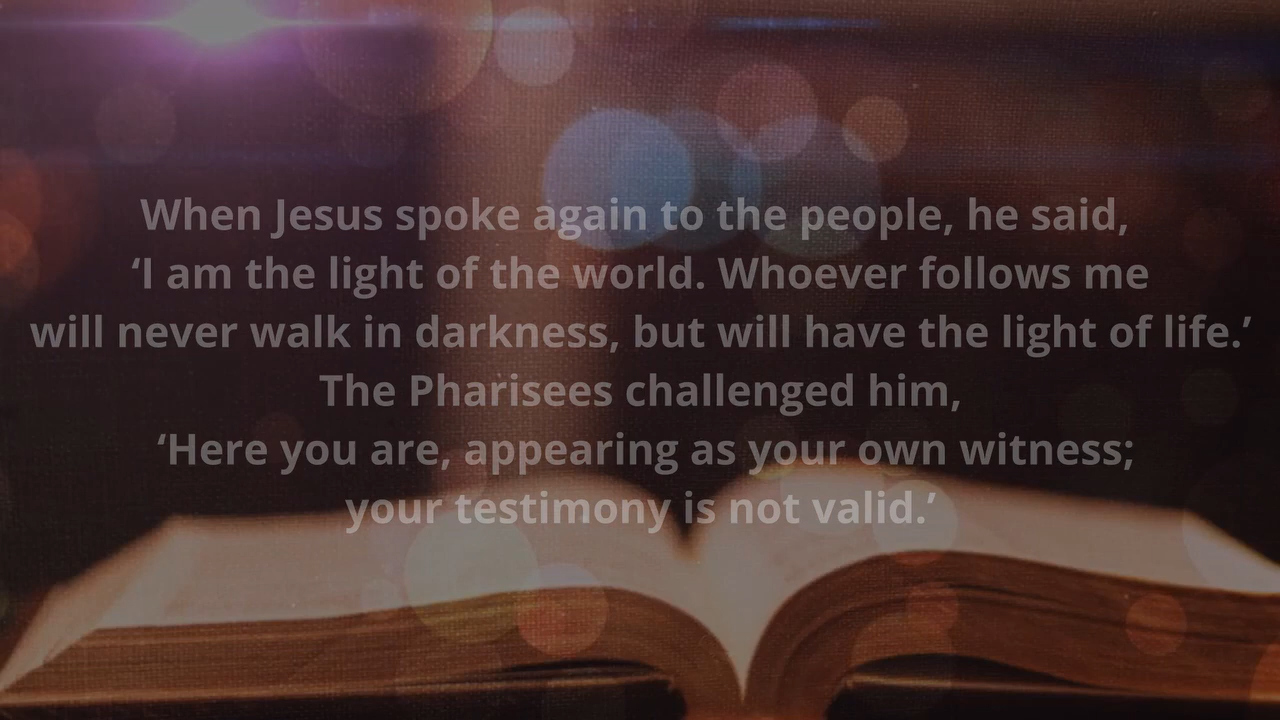 When Jesus spoke again to the people, he said,
‘I am the light of the world. Whoever follows me
will never walk in darkness, but will have the light of life.’
The Pharisees challenged him,
‘Here you are, appearing as your own witness;
your testimony is not valid.’